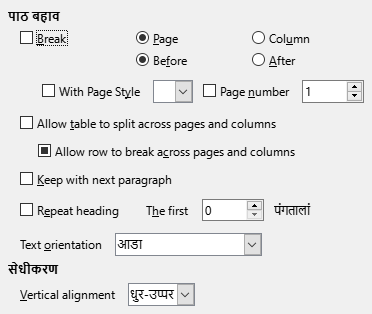 पाठ बहाव
Break Page Column
Before After
With Page Style Page number 1
Allow table to split across pages and columns
Allow row to break across pages and columns
Keep with next paragraph
Repeat heading The first 0 पंगतालां
Text orientation आडा
सेधीकरण
Vertical alignment धुर-उप्पर